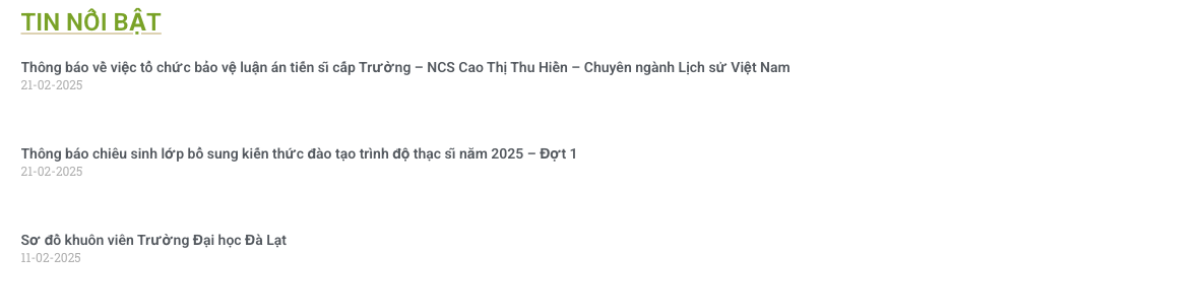 TIN NỔI BẬT
Thông báo về việc tổ chức bảo vệ luận án tiến sĩ cấp Trường – NCS Cao Thị Thu Hiền – Chuyên ngành Lịch sử Việt Nam
21-02-2025
Thông báo chiêu sinh lớp bổ sung kiến thức đào tạo trình độ thạc sĩ năm 2025 – Đợt 1
21-02-2025
Sơ đồ khuôn viên Trường Đại học Đà Lạt
11-02-2025